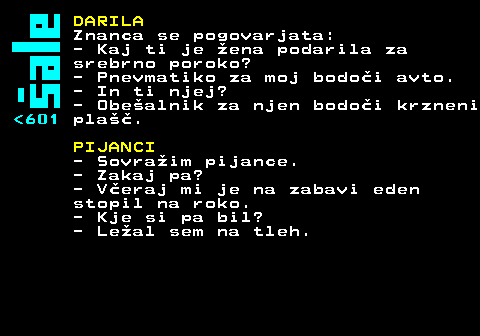 Šale
DARILA
Znanca se pogovarjata:
- Kaj ti je žena podarila za
srebrno poroko?
- Pnevmatiko za moj bodoči avto.
- In ti njej?
- Obešalnik za njen bodoči krzneni
<601 plašč.
PIJANCI
- Sovražim pijance.
- Zakaj pa?
- Včeraj mi je na zabavi eden
stopil na roko.
- Kje si pa bil?
- Ležal sem na tleh.